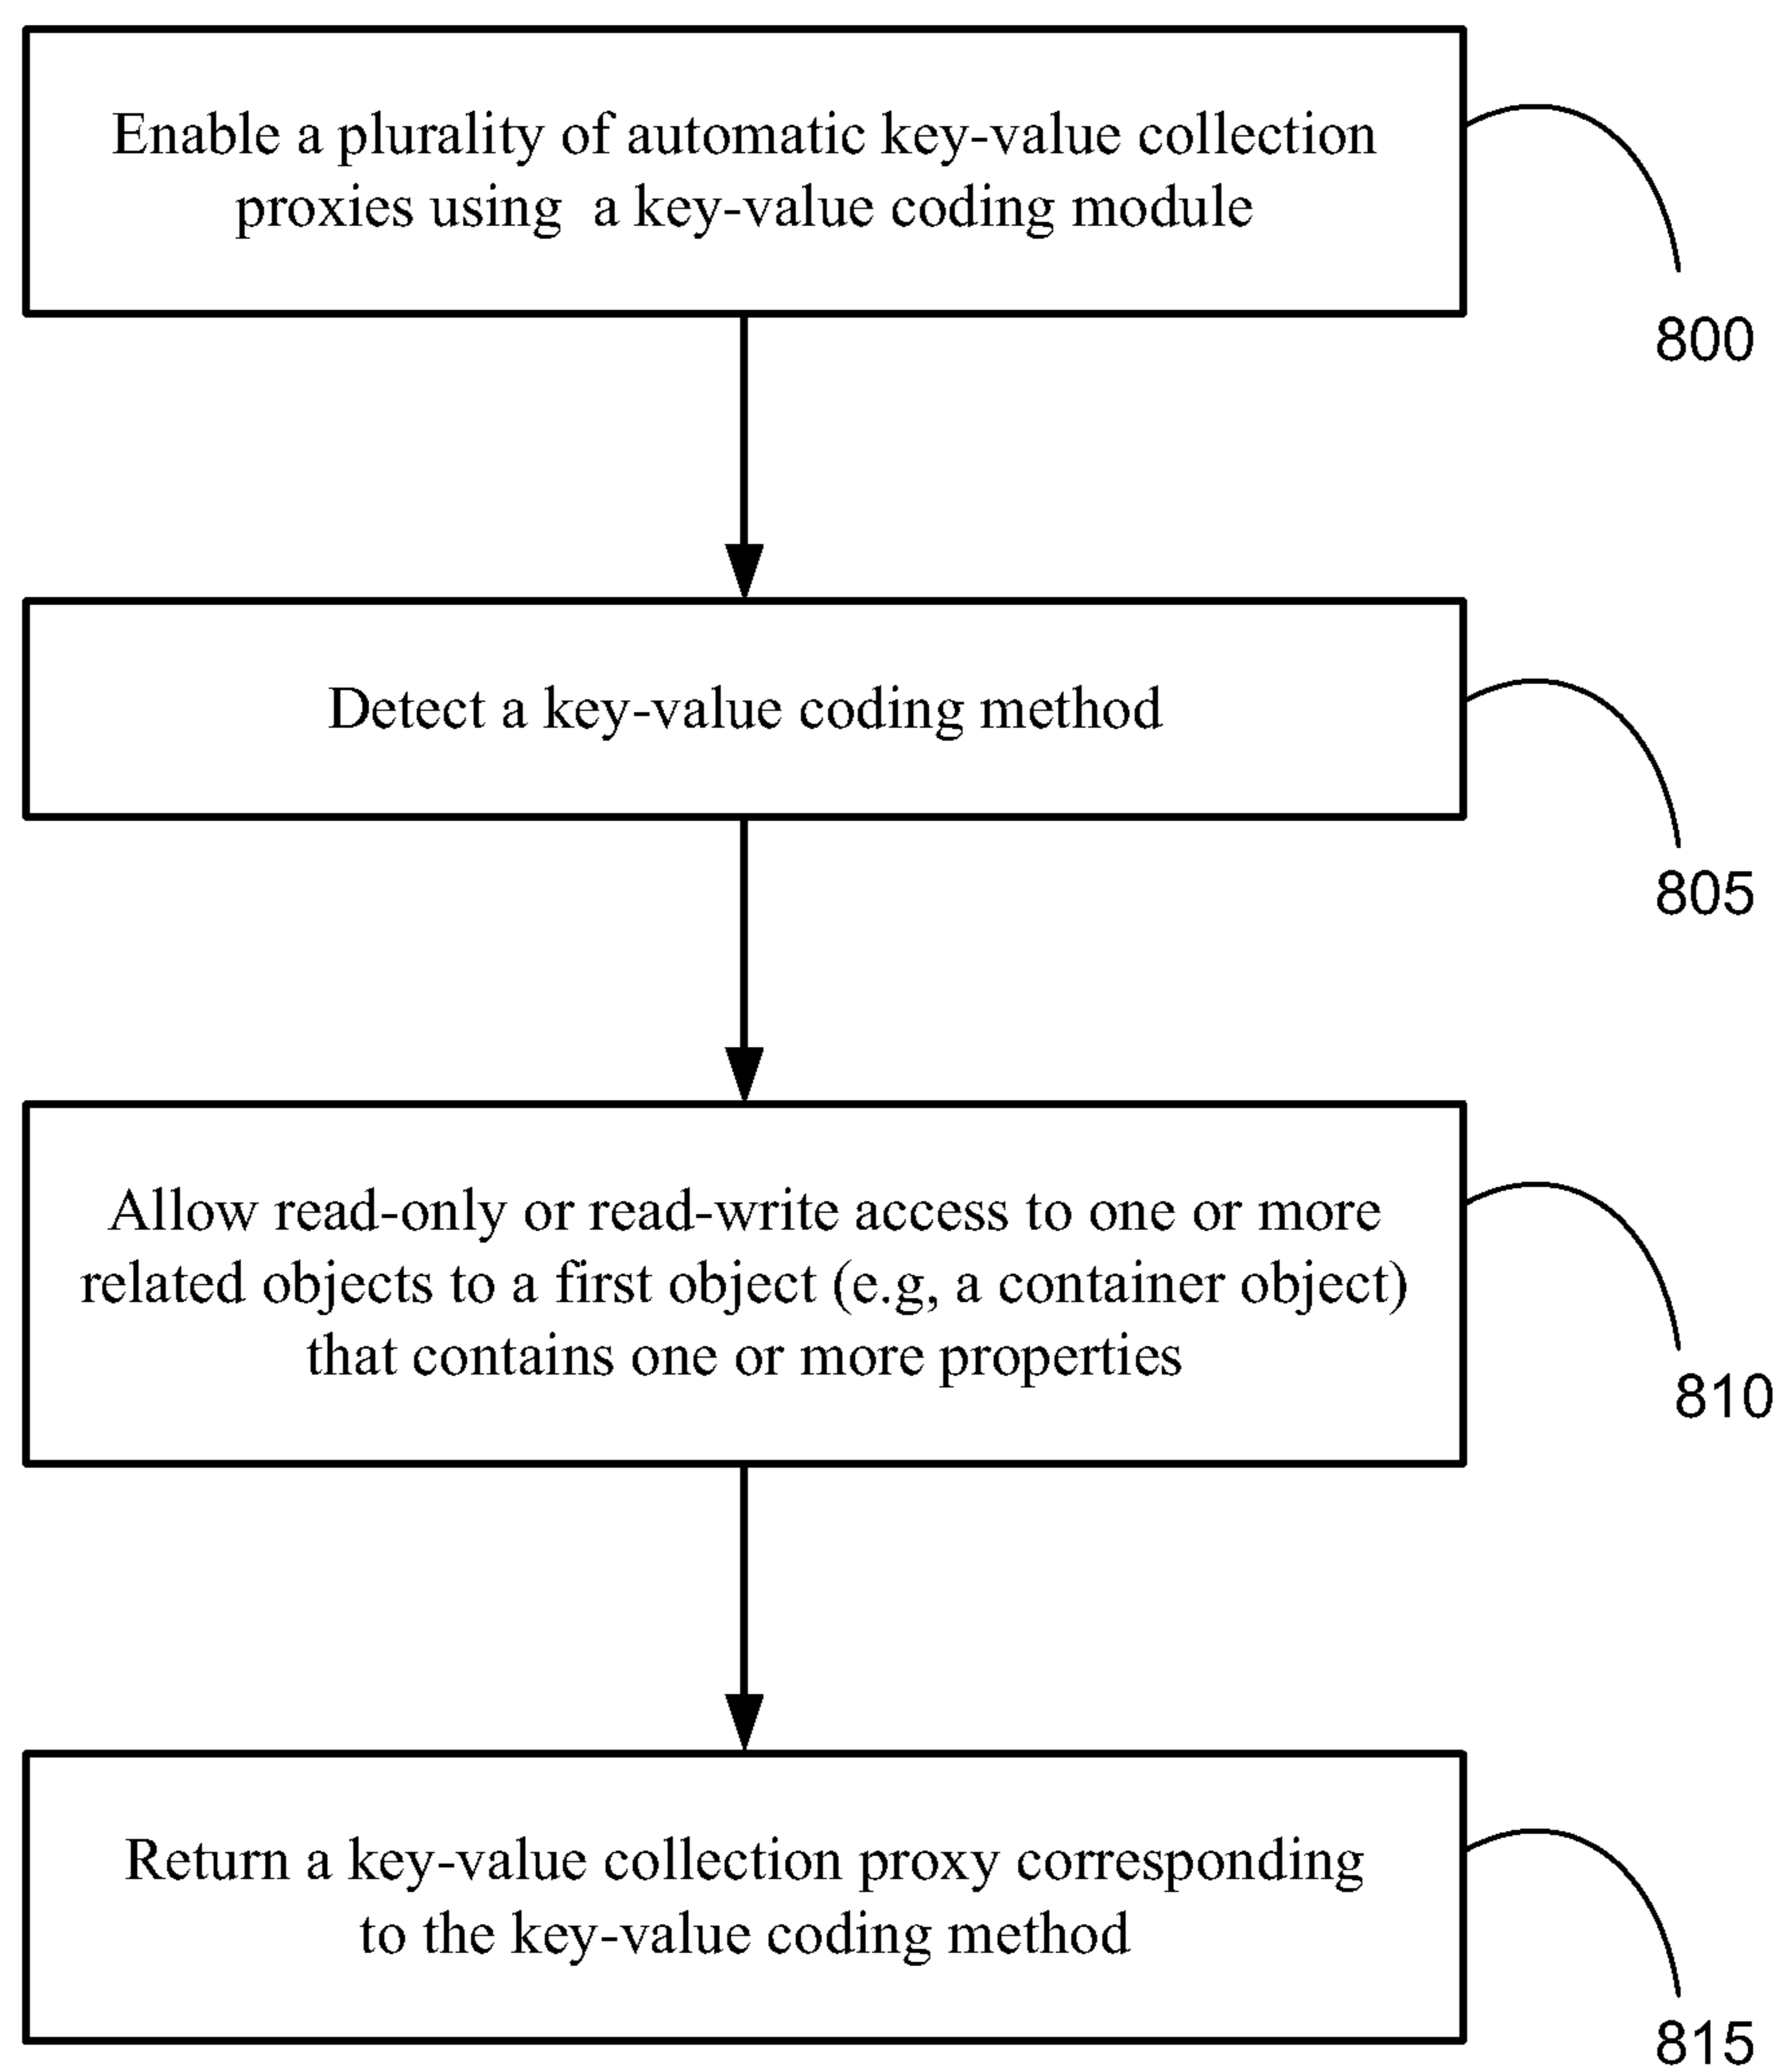 Enable a plurality of automatic key-value collection
proxies using  a key-value coding module
800
Detect a key-value coding method
805
Allow read-only or read-write access to one or more
related objects to a first object (e.g, a container object)
that contains one or more properties
810
Return a key-value collection proxy corresponding
to the key-value coding method
815